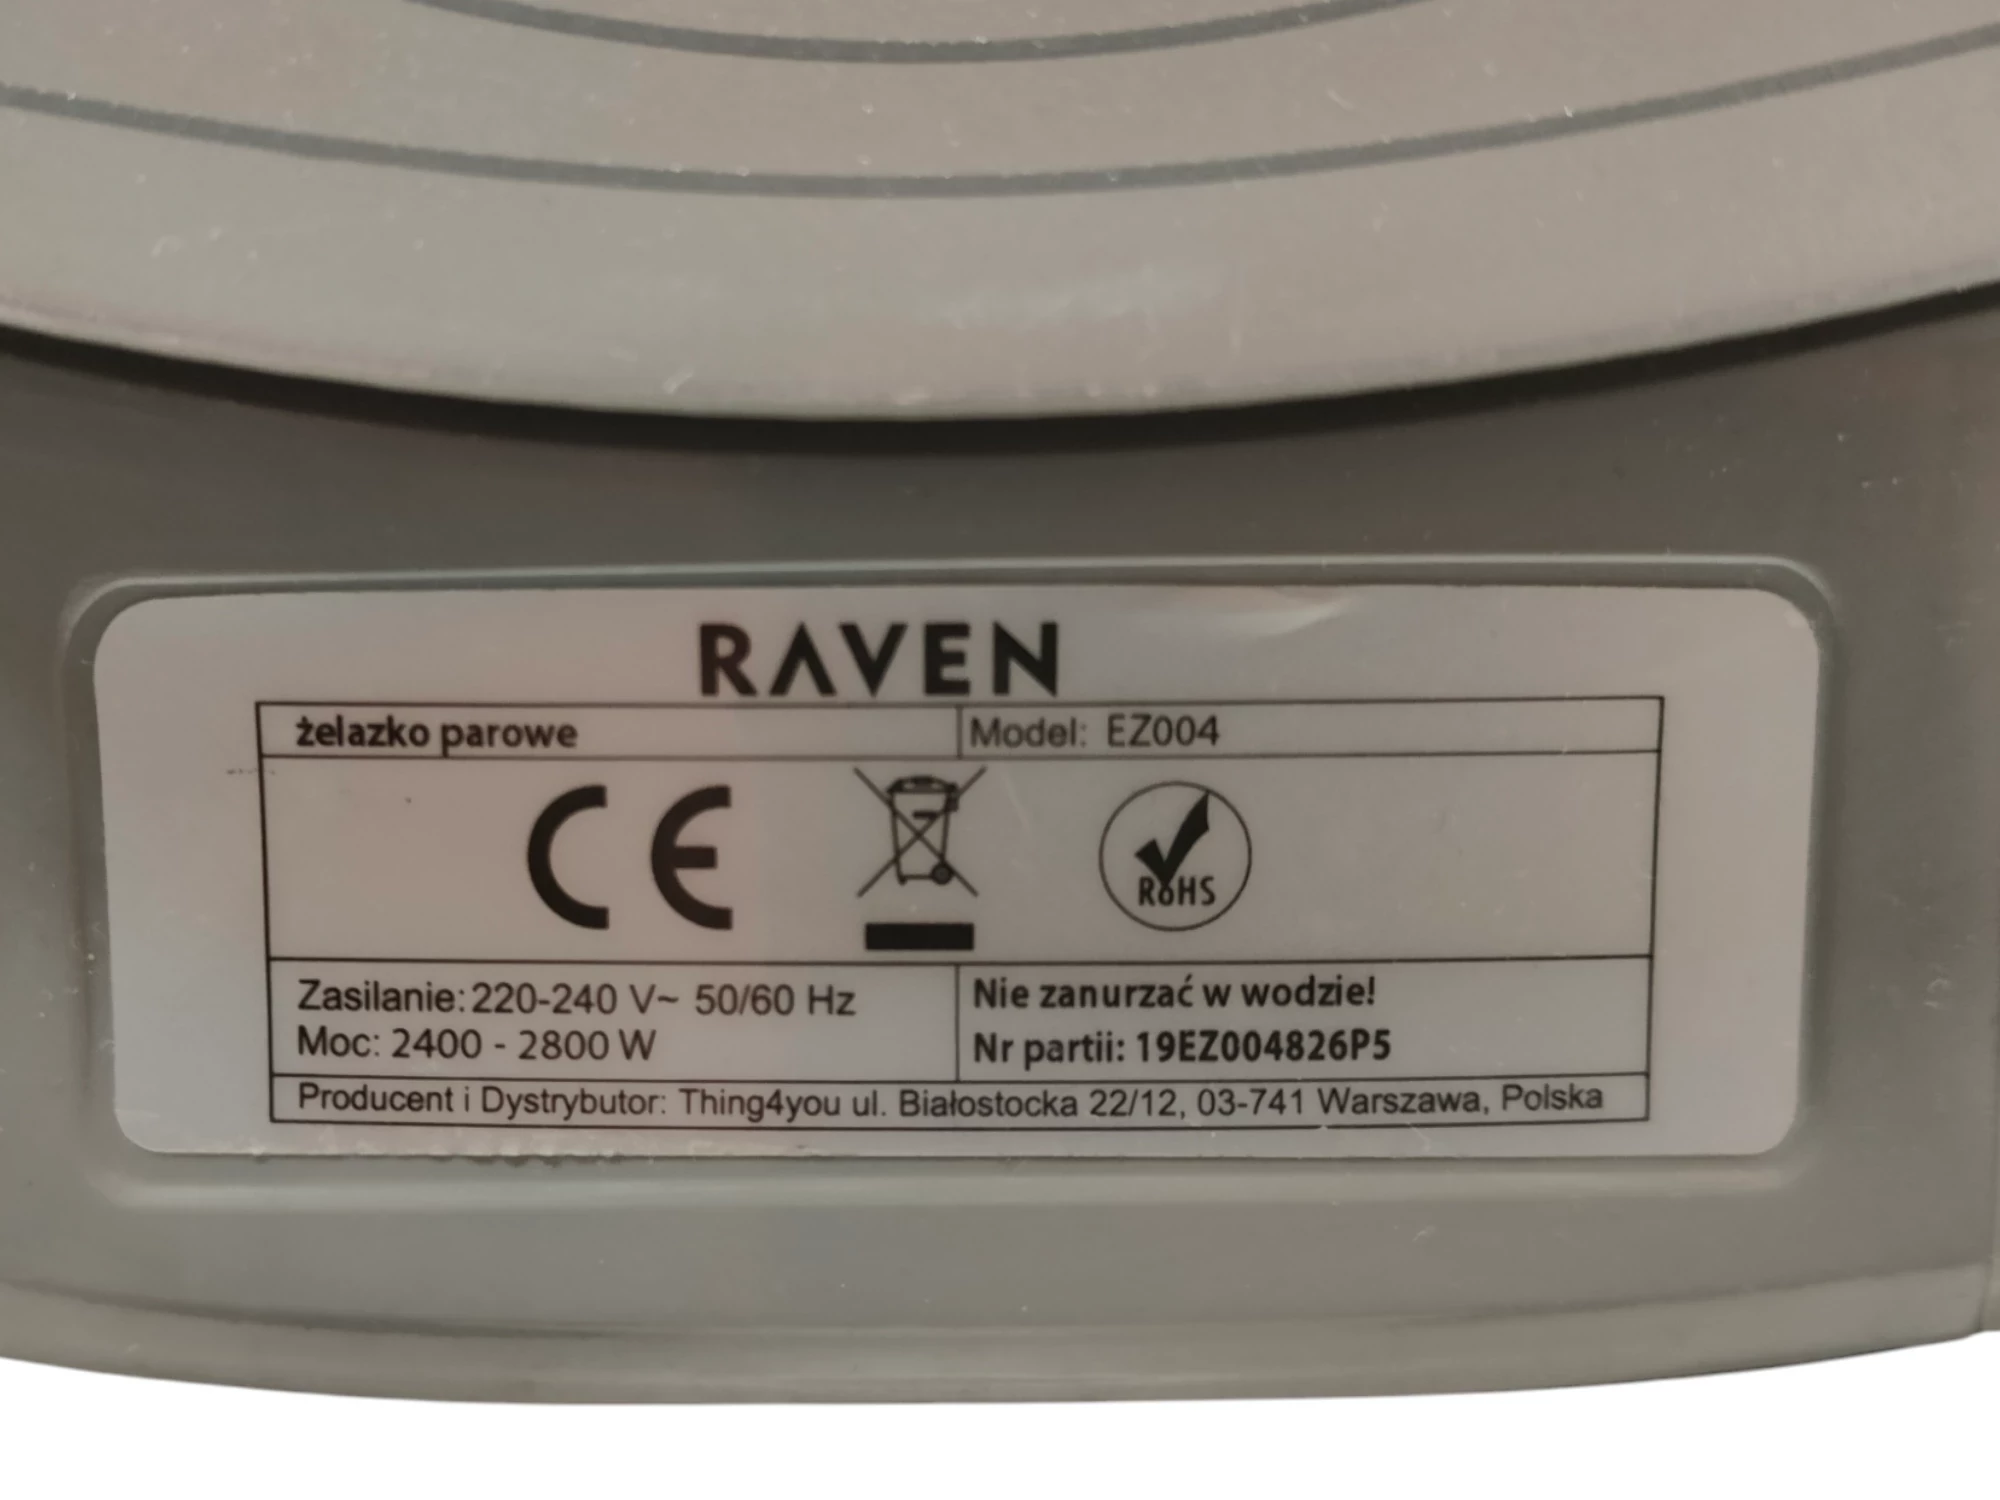 RAVEN
żelazko parowe Model: EZ004
CE
RoHS
Zasilanie: 220-240 V~ 50/60 Hz
Moc: 2400 - 2800 W
Nie zanurzać w wodzie!
Nr partii: 19EZ004826P5
Producent i Dystrybutor: Thing4you ul. Białostocka 22/12, 03-741 Warszawa, Polska